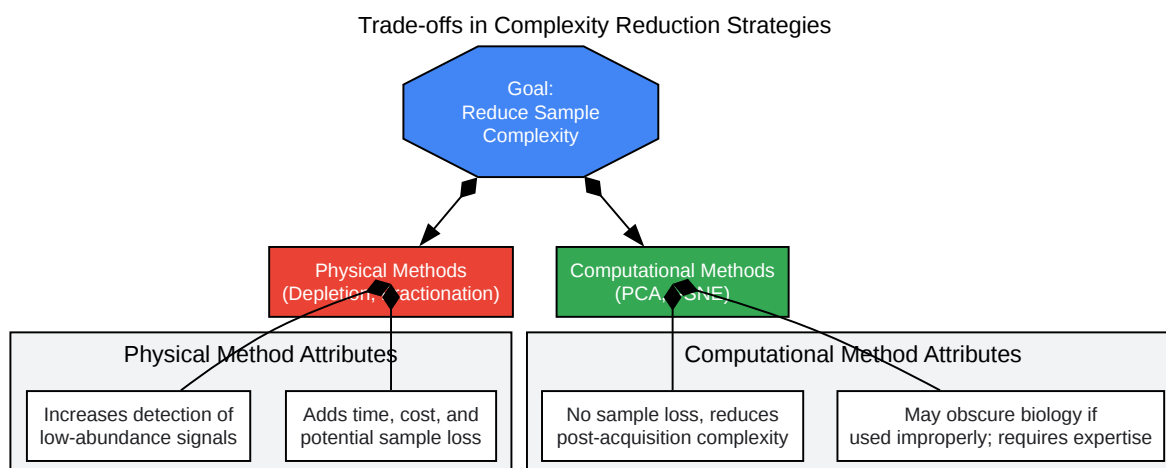 Trade-offs in Complexity Reduction Strategies
Goal:
Reduce Sample
Complexity
Physical Methods
(Depletion, Fractionation)
Computational Methods
(PCA, t-SNE)
Physical Method Attributes
Computational Method Attributes
Increases detection of
low-abundance signals
Adds time, cost, and
potential sample loss
No sample loss, reduces
post-acquisition complexity
May obscure biology if
used improperly; requires expertise